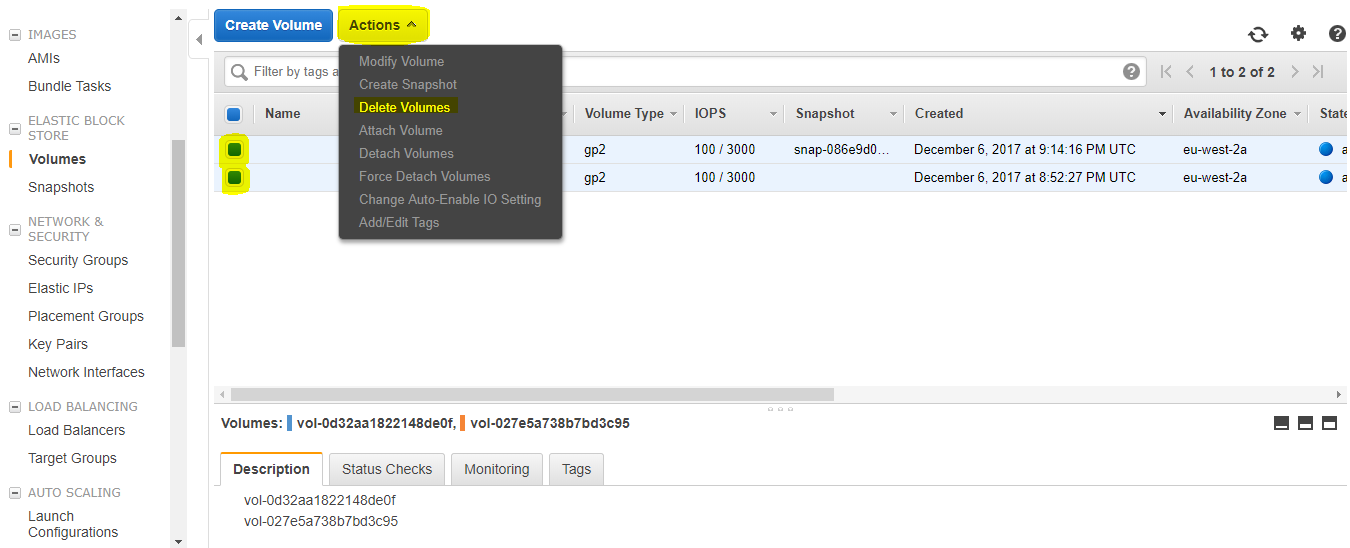 IMAGES
AMIs
Bundle Tasks
ELASTIC BLOCK
STORE
Volumes
Snapshots
NETWORK &
SECURITY
Security Groups
Elastic IPs
Placement Groups
Key Pairs
Network Interfaces
LOAD BALANCING
Load Balancers
Target Groups
AUTO SCALING
Launch
Configurations
Create Volume
Actions
Modify Volume
Create Snapshot
Delete Volumes
Attach Volume
Detach Volumes
Force Detach Volumes
Change Auto-Enable IO Setting
Add/Edit Tags
Filter by tags a
1 to 2 of 2
Name Volume Type IOPS Snapshot Created Availability Zone State
gp2 100 / 3000 snap-086e9d0... December 6, 2017 at 9:14:16 PM UTC eu-west-2a a
gp2 100 / 3000 December 6, 2017 at 8:52:27 PM UTC eu-west-2a a
Volumes: vol-0d32aa1822148de0f, vol-027e5a738b7bd3c95
Description Status Checks Monitoring Tags
vol-0d32aa1822148de0f
vol-027e5a738b7bd3c95